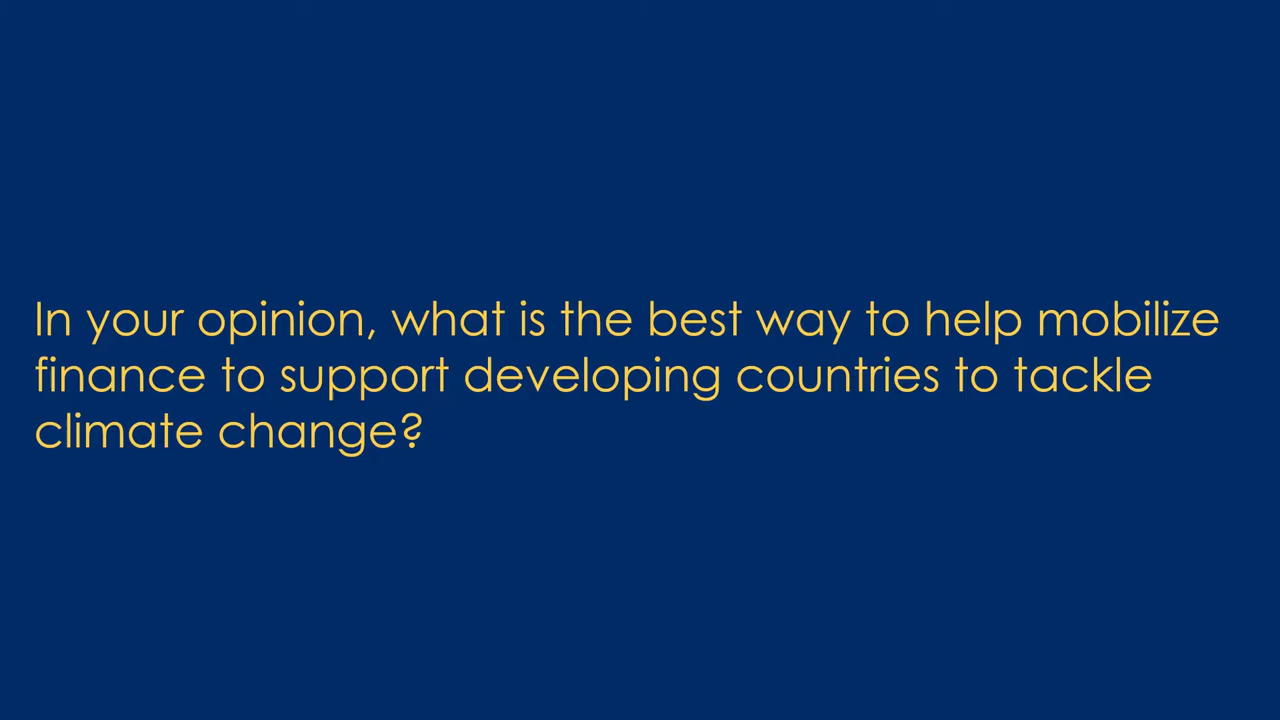 In your opinion, what is the best way to help mobilize
finance to support developing countries to tackle
climate change?